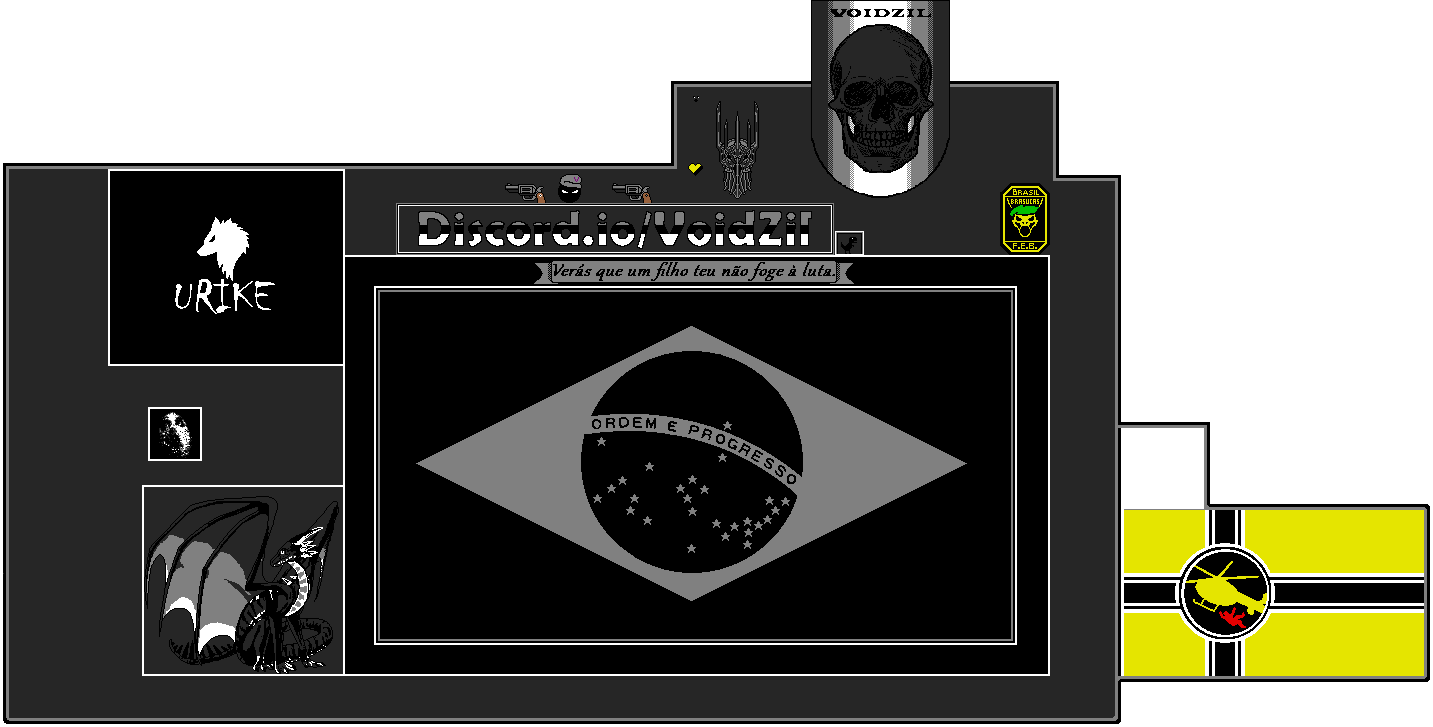 VOIDZIL
BRASIL
BRASUCAS
F.E.B.
Discord.io/VoidZil
Verás que um filho teu não foge à luta.
URIKE
ORDEM E PROGRESSO